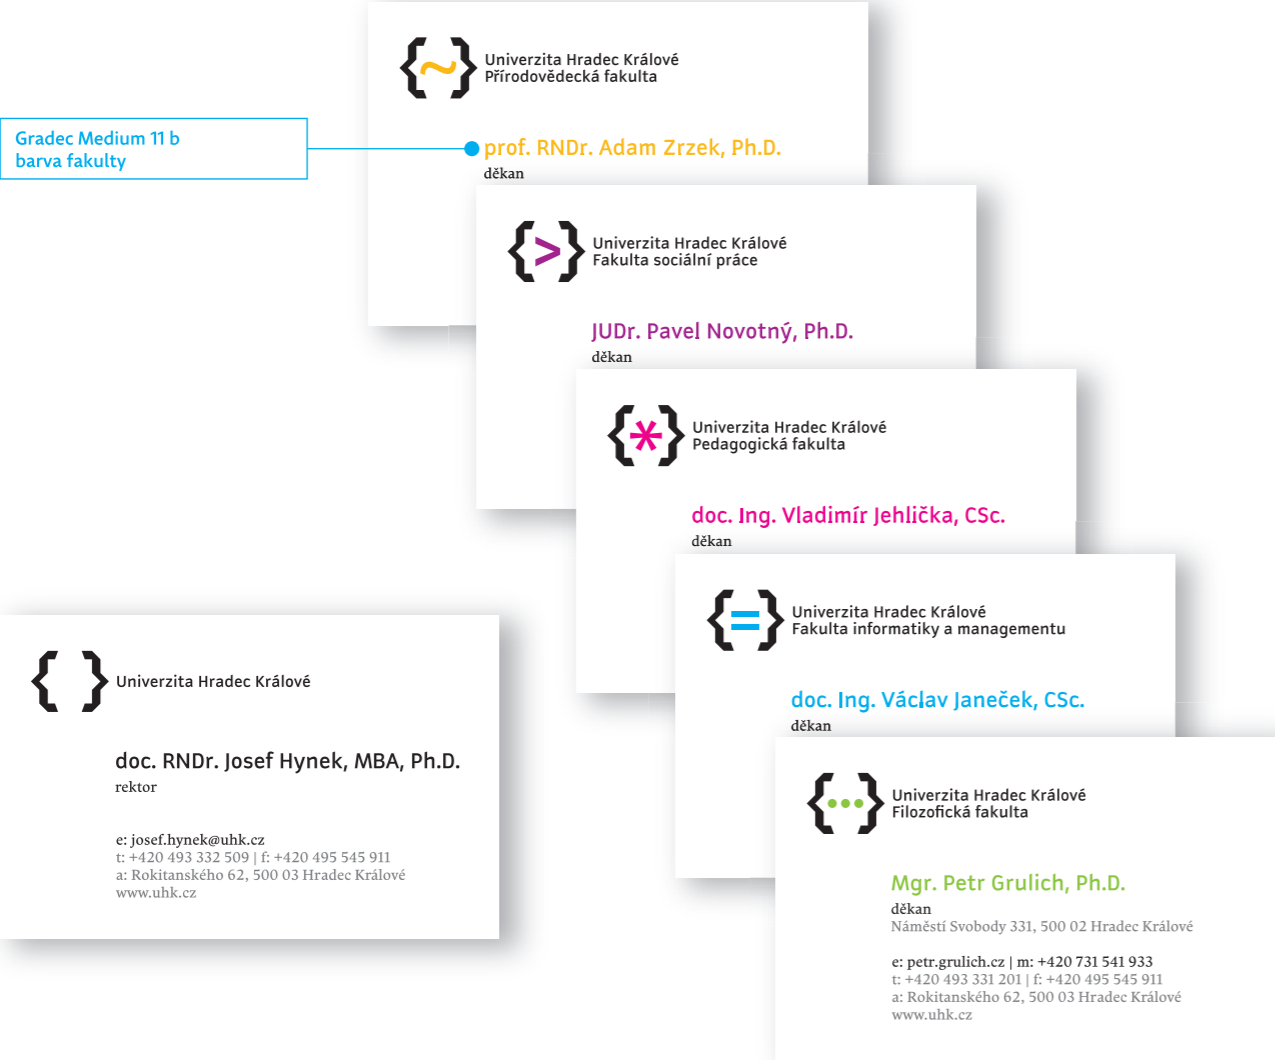 Univerzita Hradec Králové
Přírodovědecká fakulta
Gradec Medium 11 b
barva fakulty
prof. RNDr. Adam Zrzek, Ph.D.
děkan
Univerzita Hradec Králové
Fakulta sociální práce
JUDr. Pavel Novotný, Ph.D.
děkan
Univerzita Hradec Králové
Pedagogická fakulta
doc. Ing. Vladimír Jehlička, CSc.
děkan
Univerzita Hradec Králové
Fakulta informatiky a managementu
doc. Ing. Václav Janeček, CSc.
děkan
Univerzita Hradec Králové
doc. RNDr. Josef Hynek, MBA, Ph.D.
rektor
e: josef.hynek@uhk.cz
t: +420 493 332 509 | f: +420 495 545 911
a: Rokitanského 62, 500 03 Hradec Králové
www.uhk.cz
Univerzita Hradec Králové
Filozofická fakulta
Mgr. Petr Grulich, Ph.D.
děkan
Náměstí Svobody 331, 500 02 Hradec Králové
e: petr.grulich.cz | m: +420 731 541 933
t: +420 493 331 201 | f: +420 495 545 911
a: Rokitanského 62, 500 03 Hradec Králové
www.uhk.cz